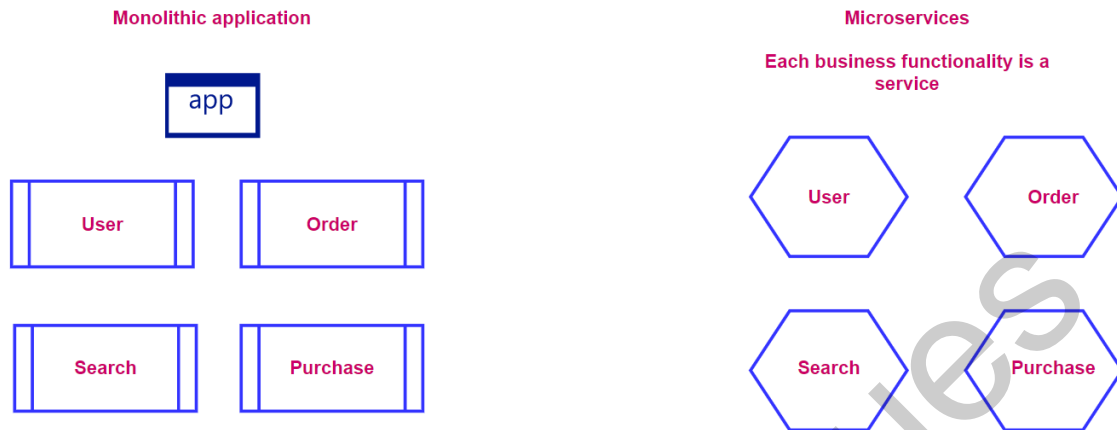 Monolithic application
app
User
Order
Search
Purchase
Microservices
Each business functionality is a
service
User
Order
Search
Purchase